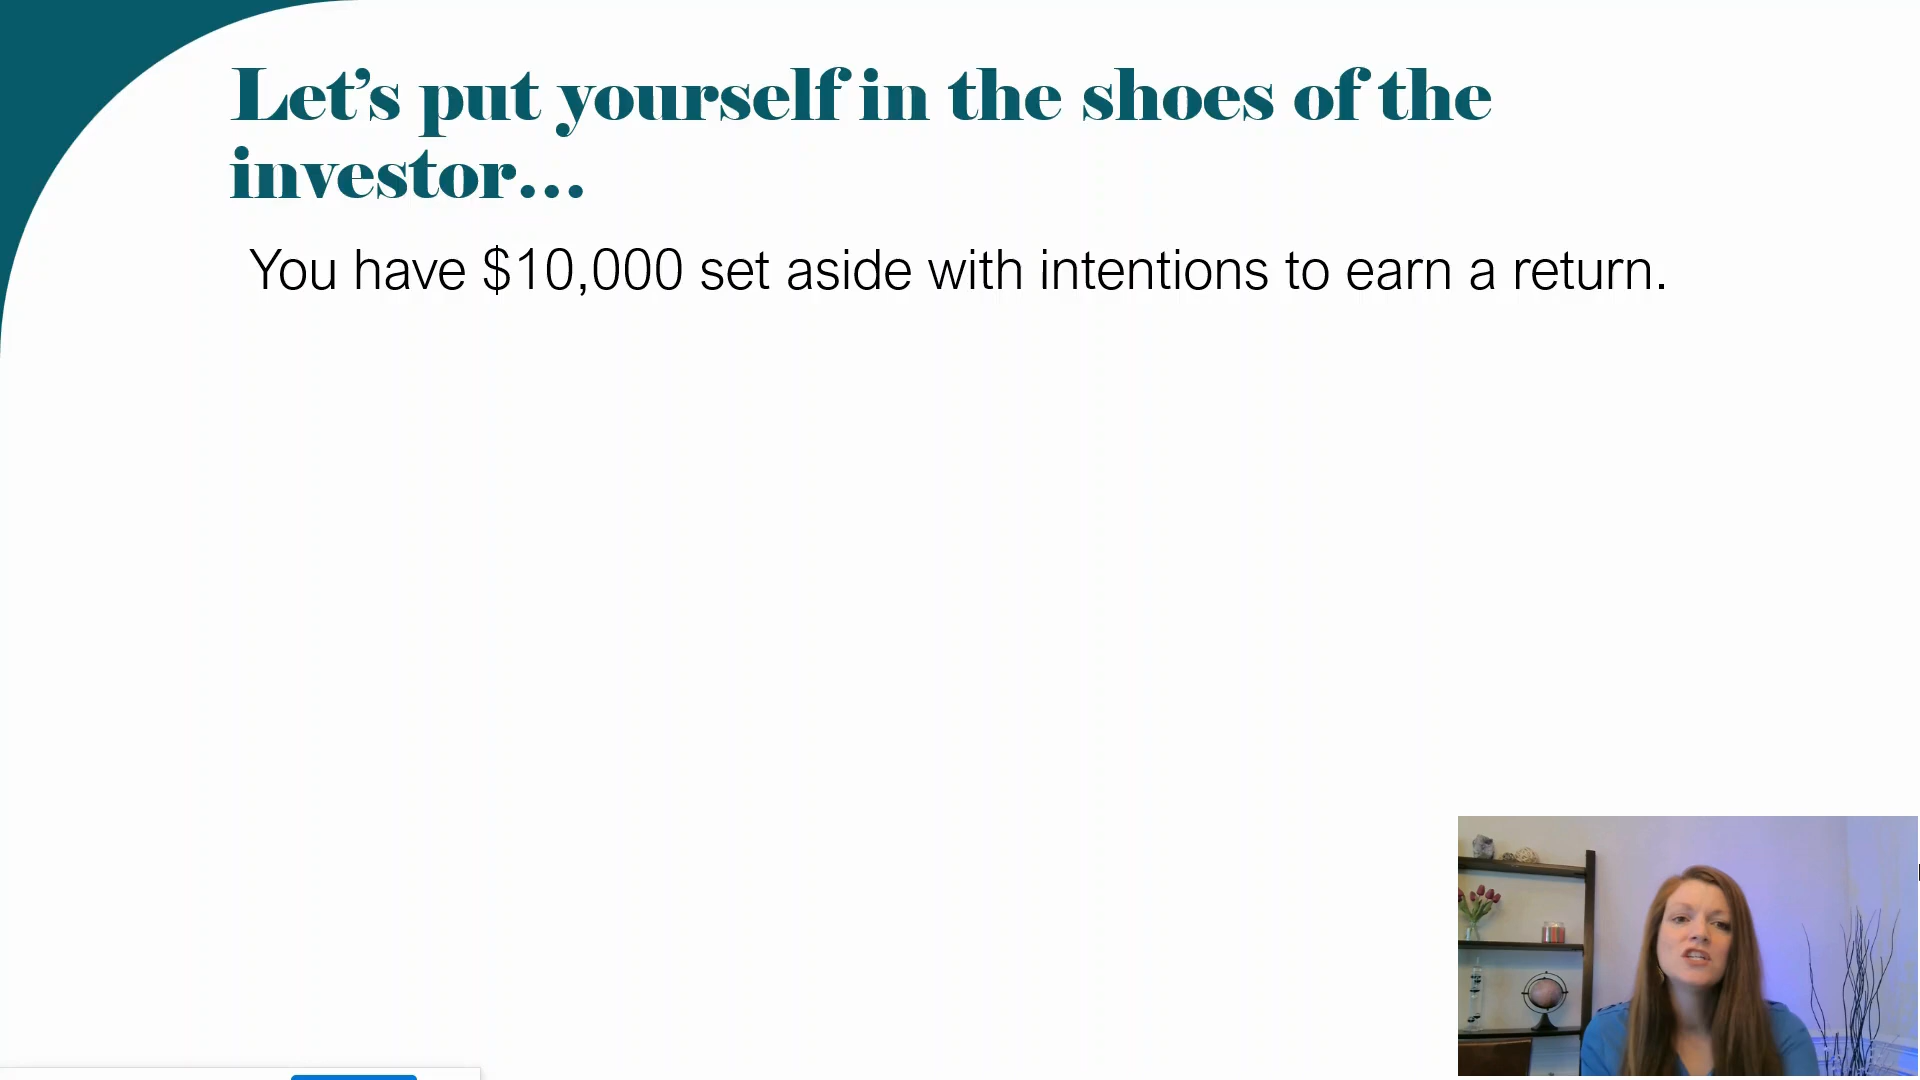 Let’s put yourself in the shoes of the
investor…
You have $10,000 set aside with intentions to earn a return.